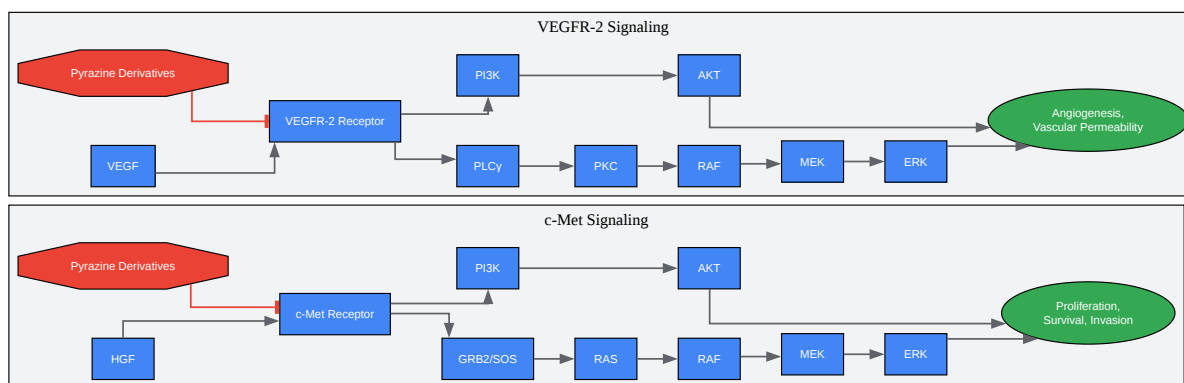 VEGFR-2 Signaling
Pyrazine Derivatives
PI3K
AKT
VEGFR-2 Receptor
Angiogenesis,
Vascular Permeability
VEGF
PLCγ
PKC
RAF
MEK
ERK
c-Met Signaling
Pyrazine Derivatives
PI3K
AKT
c-Met Receptor
Proliferation,
Survival, Invasion
HGF
GRB2/SOS
RAS
RAF
MEK
ERK